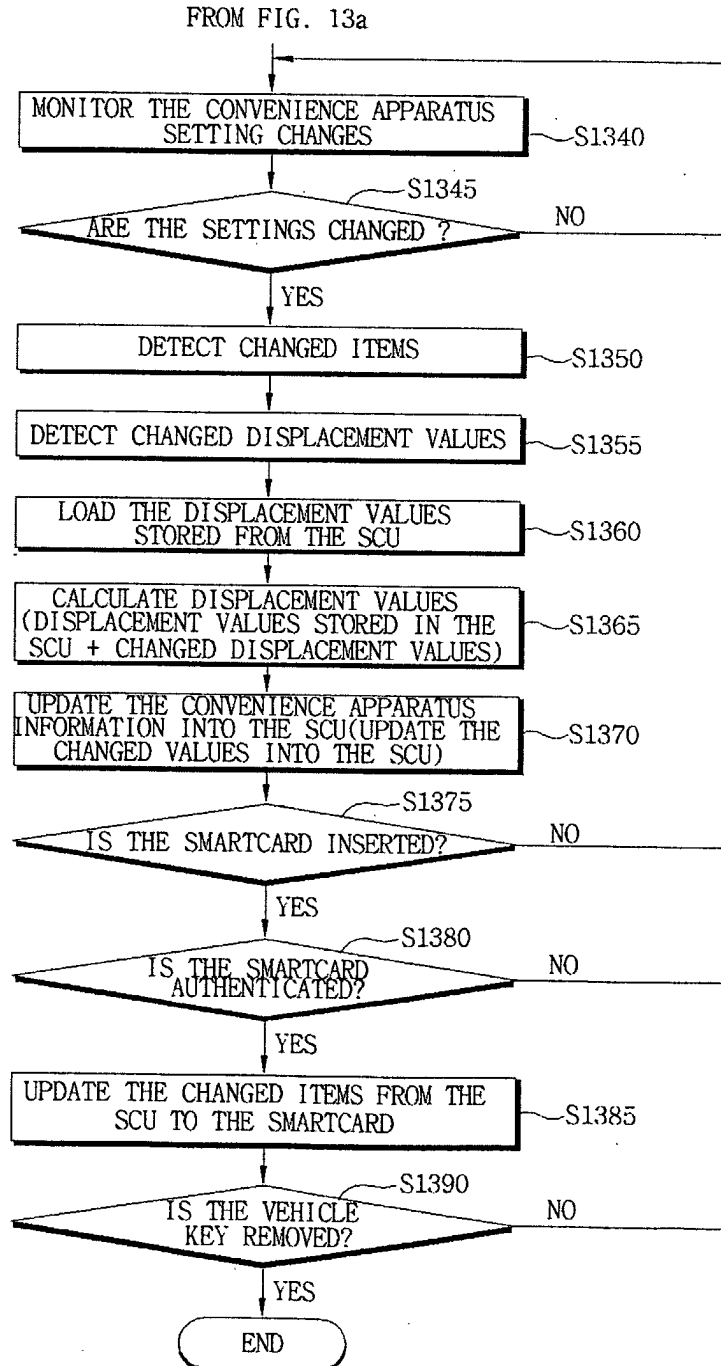 FROM FIG. 13a
MONITOR THE CONVENIENCE APPARATUS
SETTING CHANGES
S1340
S1345
ARE THE SETTINGS CHANGED ?
NO
YES
DETECT CHANGED ITEMS
S1350
DETECT CHANGED DISPLACEMENT VALUES
S1355
LOAD THE DISPLACEMENT VALUES
STORED FROM THE SCU
S1360
CALCULATE DISPLACEMENT VALUES
(DISPLACEMENT VALUES STORED IN THE
SCU + CHANGED DISPLACEMENT VALUES)
S1365
UPDATE THE CONVENIENCE APPARATUS
INFORMATION INTO THE SCU(UPDATE THE
CHANGED VALUES INTO THE SCU)
S1370
S1375
IS THE SMARTCARD INSERTED?
NO
YES
S1380
IS THE SMARTCARD
AUTHENTICATED?
NO
YES
UPDATE THE CHANGED ITEMS FROM THE
SCU TO THE SMARTCARD
S1385
S1390
IS THE VEHICLE
KEY REMOVED?
NO
YES
END